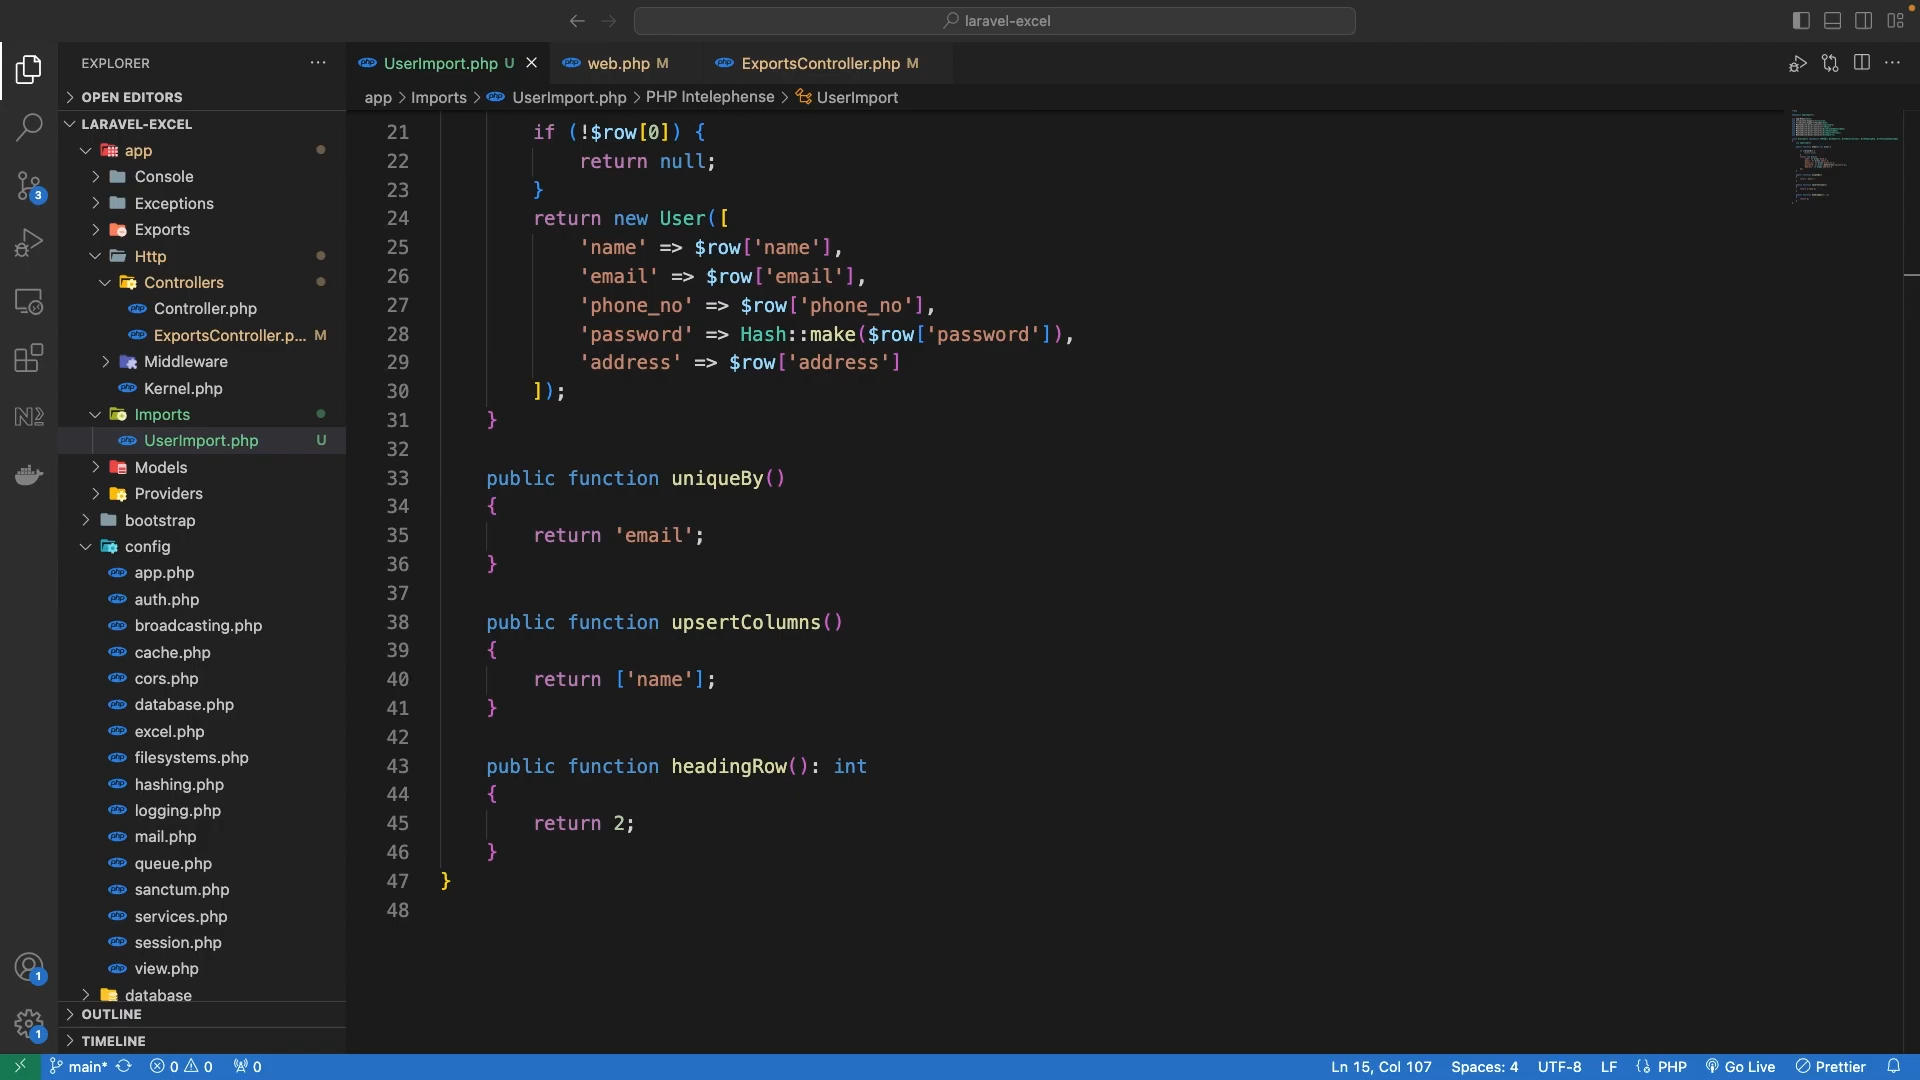 laravel-excel
EXPLORER
OPEN EDITORS
LARAVEL-EXCEL
app
Console
Exceptions
Exports
Http
Controllers
Controller.php
ExportsController.p... M
Middleware
Kernel.php
Imports
UserImport.php U
Models
Providers
bootstrap
config
app.php
auth.php
broadcasting.php
cache.php
cors.php
database.php
excel.php
filesystems.php
hashing.php
logging.php
mail.php
queue.php
sanctum.php
services.php
session.php
view.php
database
OUTLINE
TIMELINE
3
1
1
UserImport.php U
web.php M
ExportsController.php M
app > Imports > UserImport.php > PHP Intelephense > UserImport
21 if (!$row[0]) {
22 return null;
23 }
24 return new User([
25 'name' => $row['name'],
26 'email' => $row['email'],
27 'phone_no' => $row['phone_no'],
28 'password' => Hash::make($row['password']),
29 'address' => $row['address']
30 ]);
31 }
32
33 public function uniqueBy()
34 {
35 return 'email';
36 }
37
38 public function upsertColumns()
39 {
40 return ['name'];
41 }
42
43 public function headingRow(): int
44 {
45 return 2;
46 }
47 }
48
main* 0 0 0
Ln 15, Col 107 Spaces: 4 UTF-8 LF PHP Go Live Prettier